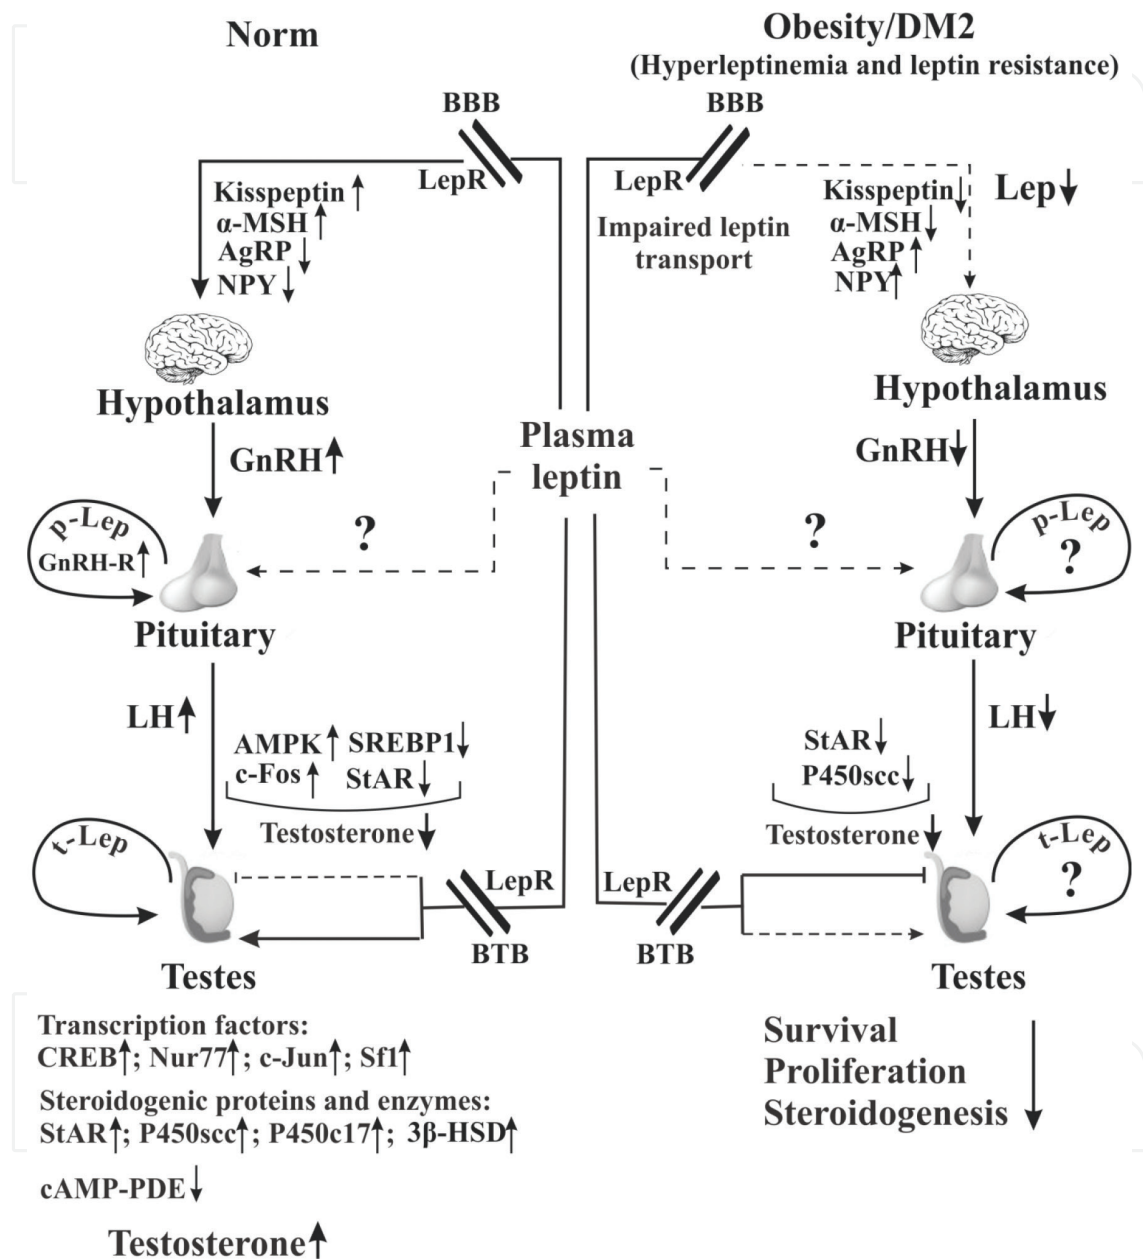 Norm
Obesity/DM2
(Hyperleptinemia and leptin resistance)
BBB
BBB
LepR
LepR
Kisspeptin↑
α-MSH↑
AgRP↓
NPY↓
Impaired leptin
transport
Kisspeptin↓
α-MSH↓
AgRP↑
NPY↑
Lep↓
Hypothalamus
Hypothalamus
Plasma
leptin
GnRH↑
GnRH↓
p-Lep
GnRH-R↑
?
?
p-Lep
?
Pituitary
Pituitary
LH↑
LH↓
AMPK↑ SREBP1↓
c-Fos↑ StAR↓
Testosterone↓
StAR↓
P450scc↓
Testosterone↓
t-Lep
t-Lep
?
LepR
LepR
BTB
BTB
Testes
Testes
Transcription factors:
CREB↑; Nur77↑; c-Jun↑; Sf1↑
Steroidogenic proteins and enzymes:
StAR↑; P450scc↑; P450c17↑; 3β-HSD↑
cAMP-PDE↓
Testosterone↑
Survival
Proliferation
Steroidogenesis↓